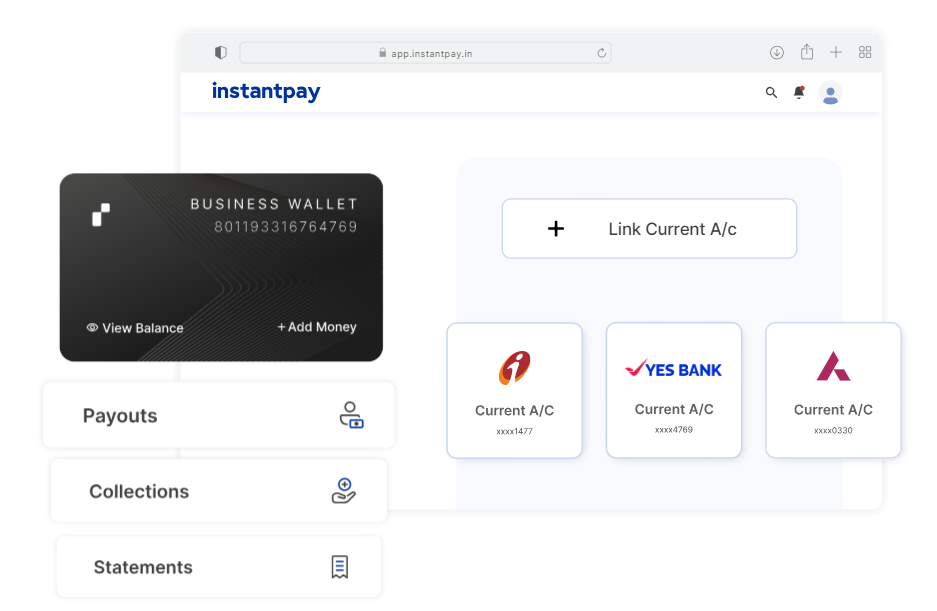 app.instantpay.in
instantpay
BUSINESS WALLET
801193316764769
View Balance
+Add Money
Payouts
Collections
Statements
+ Link Current A/c
Current A/C
xxxx1477
YES BANK
Current A/C
xxxx4769
Current A/C
xxxx0330